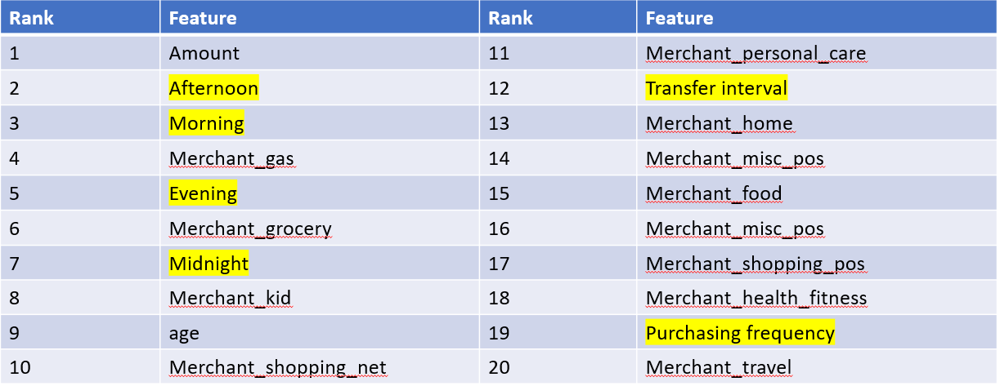 Rank Feature Rank Feature
1 Amount 11 Merchant_personal_care
2 Afternoon 12 Transfer interval
3 Morning 13 Merchant_home
4 Merchant_gas 14 Merchant_misc_pos
5 Evening 15 Merchant_food
6 Merchant_grocery 16 Merchant_misc_pos
7 Midnight 17 Merchant_shopping_pos
8 Merchant_kid 18 Merchant_health_fitness
9 age 19 Purchasing frequency
10 Merchant_shopping_net 20 Merchant_travel